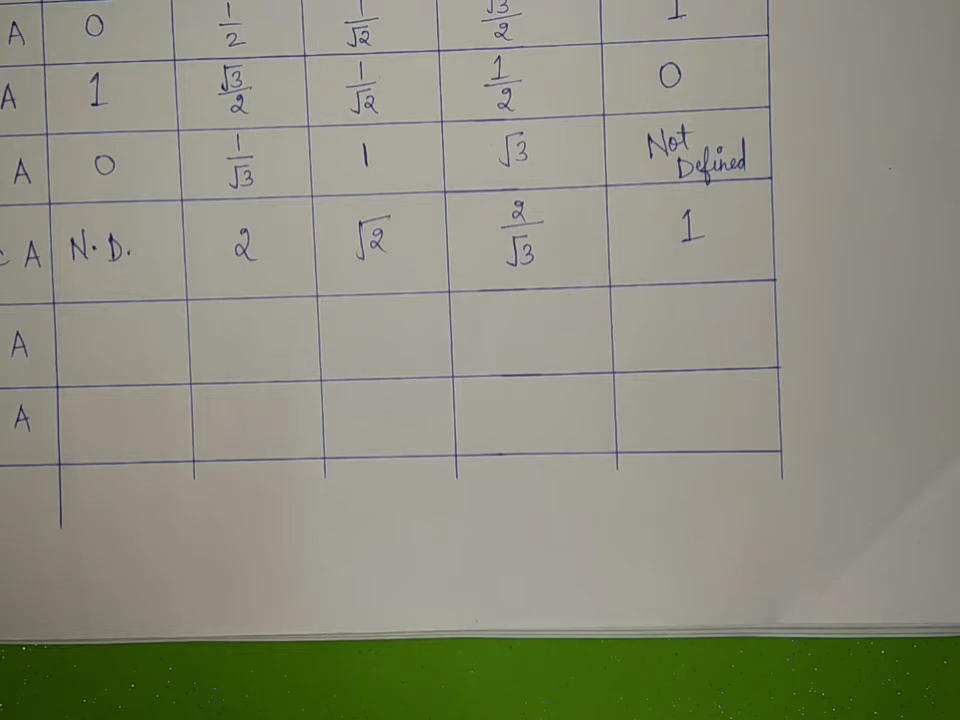 A 0 1/2 1/√2 √3/2 1
A 1 √3/2 1/√2 1/2 0
A 0 1/√3 1 √3 Not Defined
c A N.D. 2 √2 2/√3 1
A
A